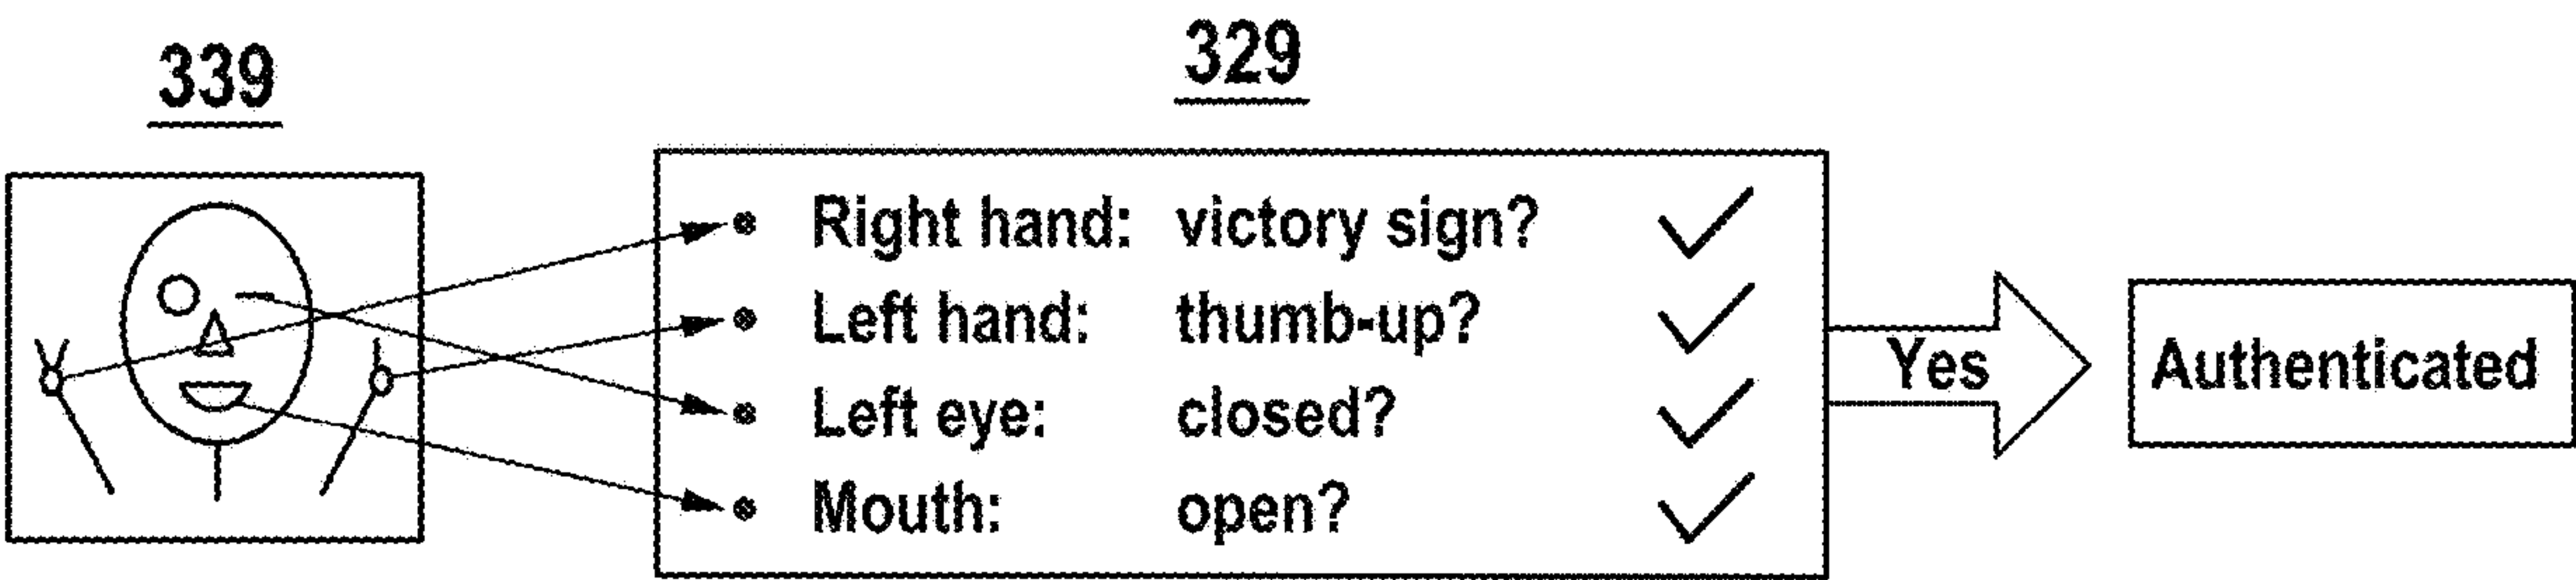 339
329
Right hand: victory sign?
Left hand: thumb-up?
Left eye: closed?
Mouth: open?
Yes
Authenticated